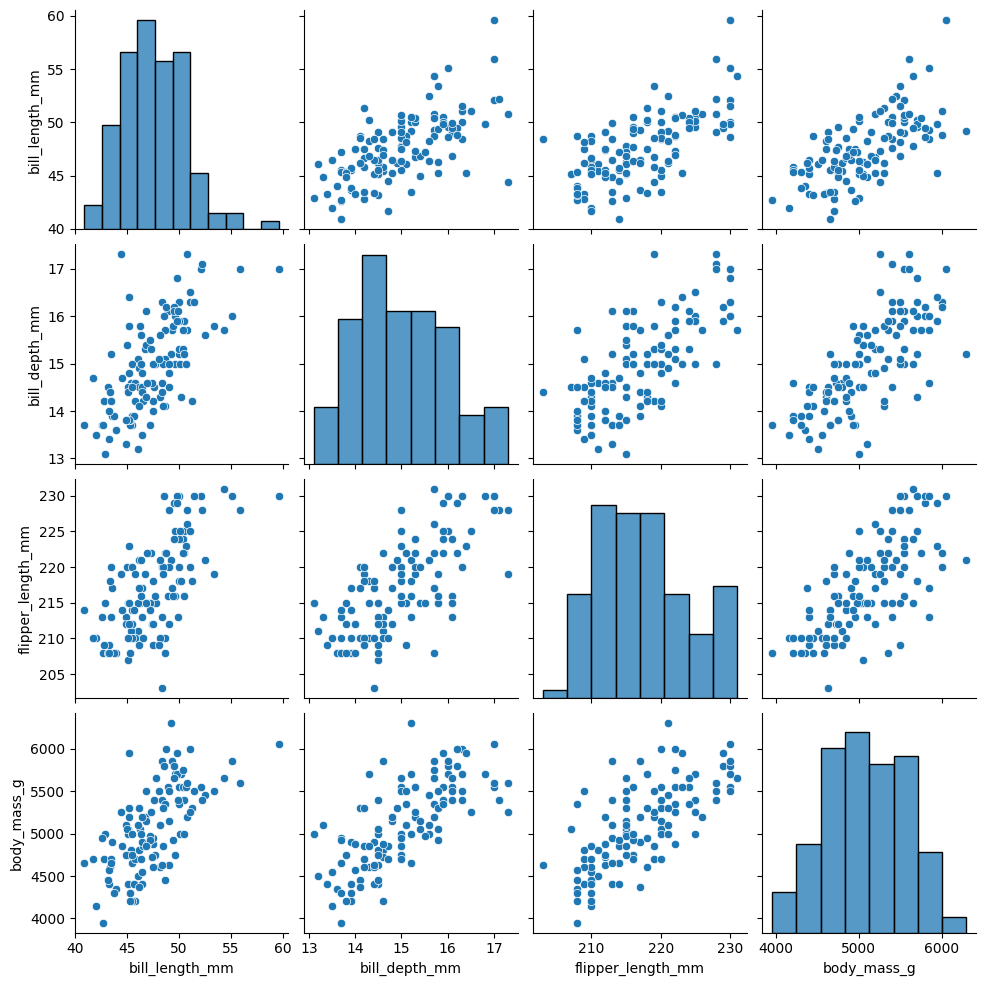 60
55
50
45
40
bill_length_mm
17
16
15
14
13
bill_depth_mm
230
225
220
215
210
205
flipper_length_mm
6000
5500
5000
4500
4000
body_mass_g
40 45 50 55 60
bill_length_mm
13 14 15 16 17
bill_depth_mm
210 220 230
flipper_length_mm
4000 5000 6000
body_mass_g